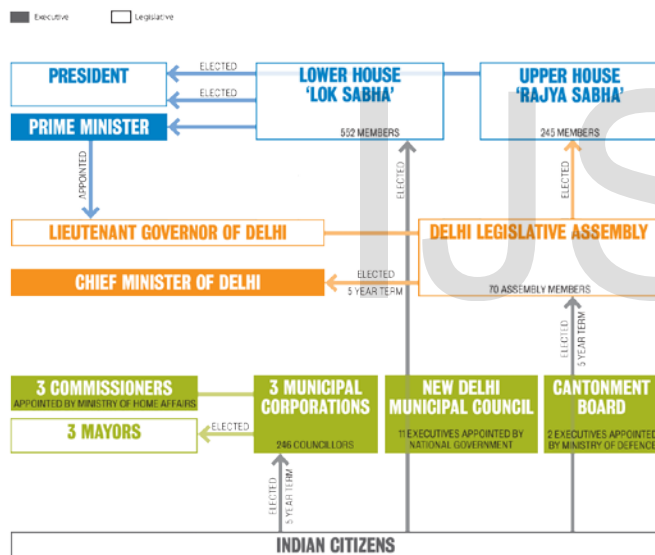 Executive
Legislative
PRESIDENT
ELECTED
ELECTED
LOWER HOUSE
'LOK SABHA'
552 MEMBERS
UPPER HOUSE
'RAJYA SABHA'
245 MEMBERS
PRIME MINISTER
APPOINTED
ELECTED
ELECTED
LIEUTENANT GOVERNOR OF DELHI
DELHI LEGISLATIVE ASSEMBLY
70 ASSEMBLY MEMBERS
CHIEF MINISTER OF DELHI
ELECTED
5 YEAR TERM
ELECTED
5 YEAR TERM
3 COMMISSIONERS
APPOINTED BY MINISTRY OF HOME AFFAIRS
3 MAYORS
ELECTED
3 MUNICIPAL
CORPORATIONS
246 COUNCILLORS
NEW DELHI
MUNICIPAL COUNCIL
11 EXECUTIVES APPOINTED BY
NATIONAL GOVERNMENT
CANTONMENT
BOARD
2 EXECUTIVES APPOINTED
BY MINISTRY OF DEFENCE
ELECTED
5 YEAR TERM
INDIAN CITIZENS
IJS